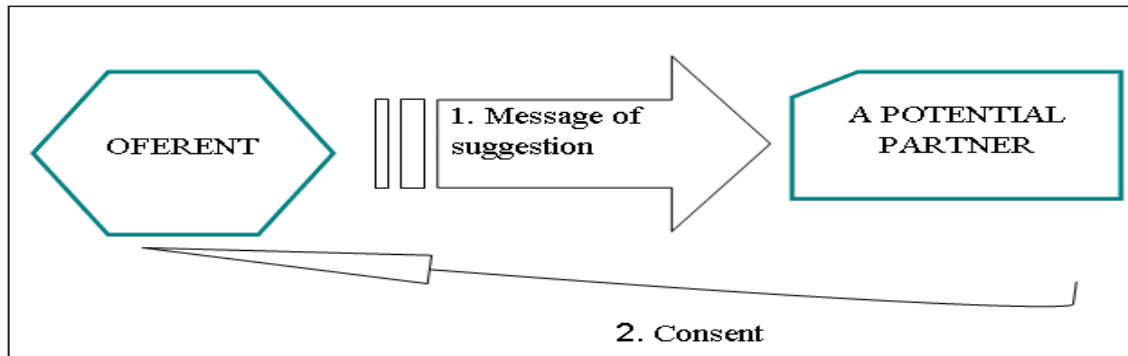 OFERENT
1. Message of
suggestion
A POTENTIAL
PARTNER
2. Consent